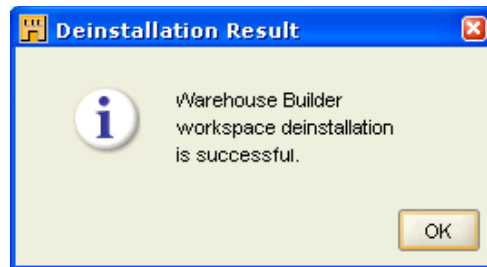 Deinstallation Result
Warehouse Builder
workspace deinstallation
is successful.
OK